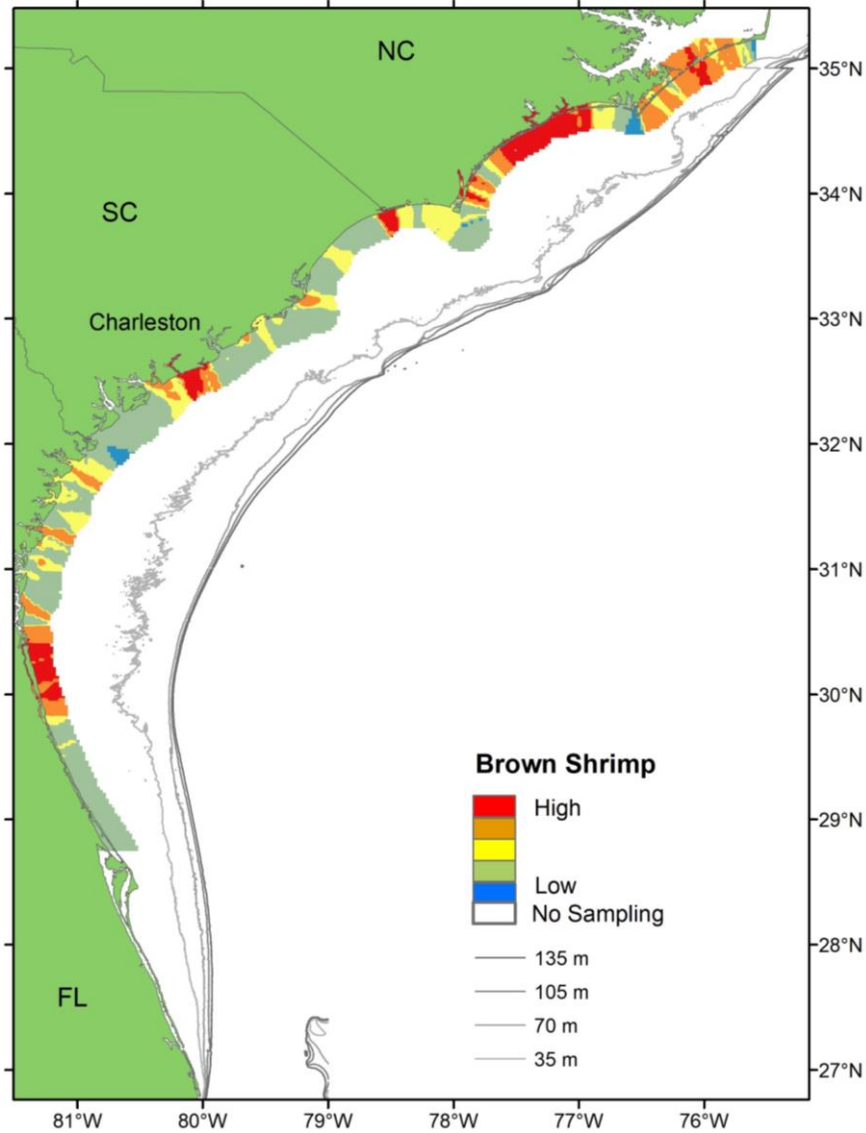 NC
35°N
34°N
SC
Charleston
33°N
32°N
31°N
30°N
Brown Shrimp
High
Low
No Sampling
29°N
135 m
105 m
70 m
35 m
28°N
FL
27°N
81°W 80°W 79°W 78°W 77°W 76°W